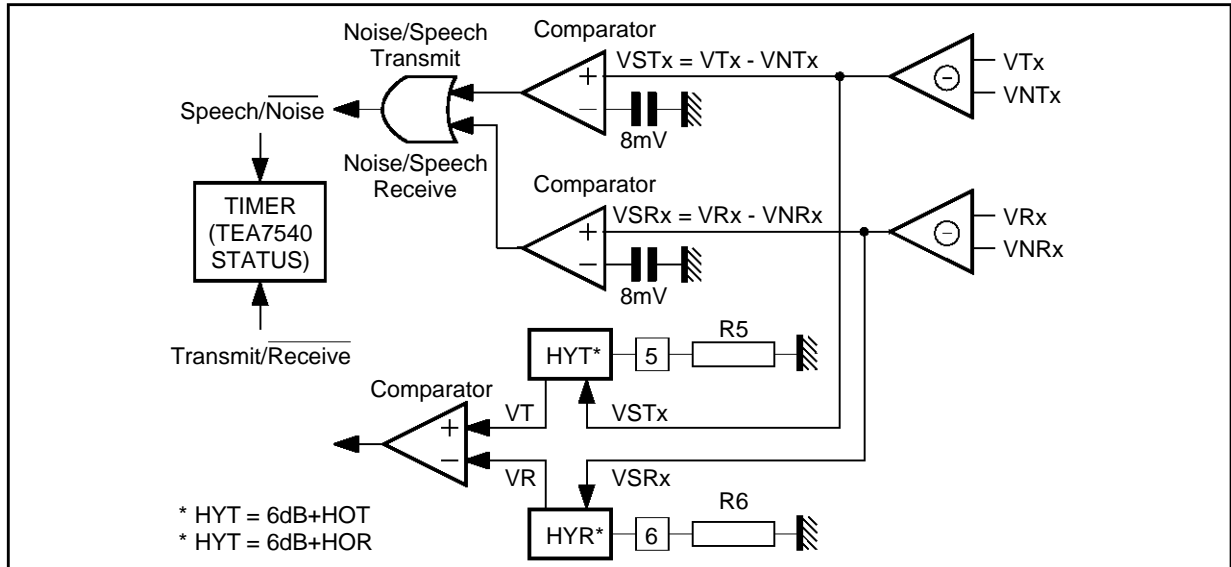 Noise/Speech
Transmit
Comparator
VSTx = VTx - VNTx
VTx
VNTx
+
−
8mV
Speech/Noise
Noise/Speech
Receive
Comparator
VSRx = VRx - VNRx
VRx
VNRx
+
−
8mV
TIMER
(TEA7540
STATUS)
Transmit/Receive
HYT*
5
R5
Comparator
VT
VSTx
+
−
VR
VSRx
HYR*
6
R6
* HYT = 6dB+HOT
* HYT = 6dB+HOR